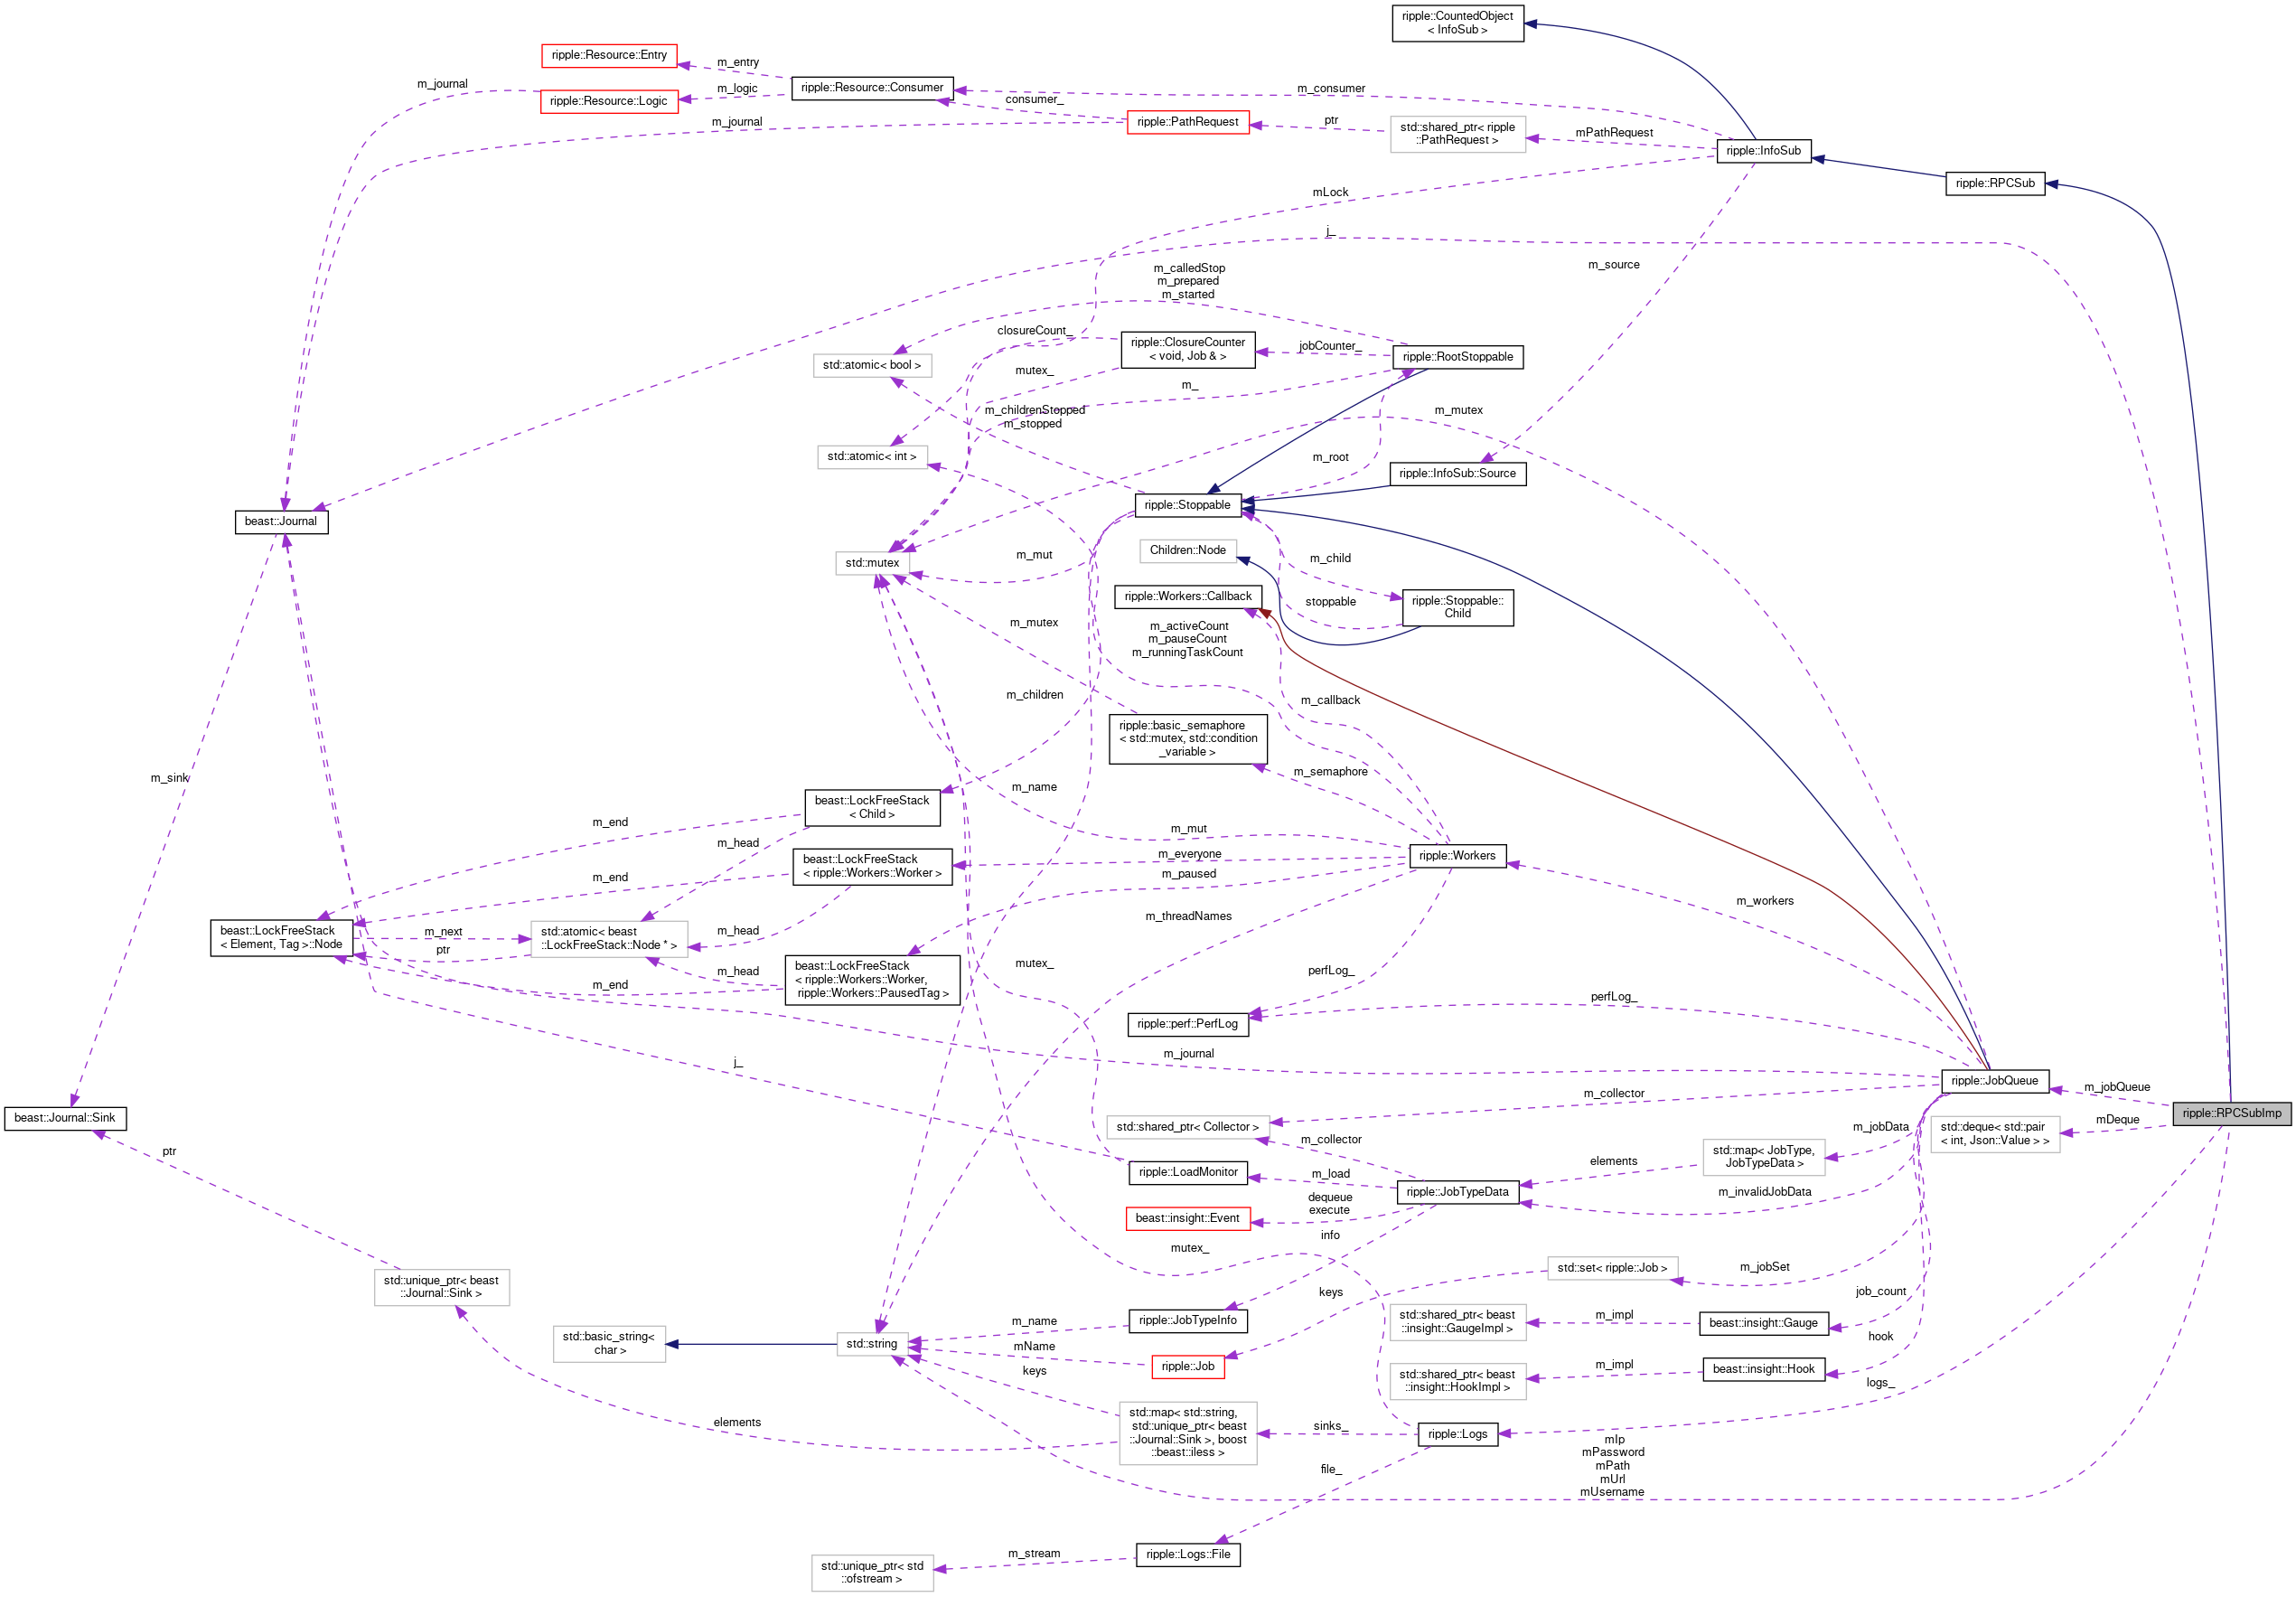 ripple::CountedObject
< InfoSub >
ripple::Resource::Entry
m_entry
m_journal
ripple::Resource::Consumer
m_consumer
m_logic
ripple::Resource::Logic
consumer_
m_journal
ripple::PathRequest
ptr
std::shared_ptr< ripple
::PathRequest >
mPathRequest
ripple::InfoSub
ripple::RPCSub
mLock
j_
m_source
m_calledStop
m_prepared
m_started
closureCount_
ripple::ClosureCounter
< void, Job & >
jobCounter_
ripple::RootStoppable
std::atomic< bool >
mutex_
m_
m_childrenStopped
m_stopped
m_mutex
std::atomic< int >
m_root
ripple::InfoSub::Source
ripple::Stoppable
beast::Journal
m_mut
Children::Node
m_child
std::mutex
ripple::Workers::Callback
stoppable
ripple::Stoppable::
Child
m_mutex
m_activeCount
m_pauseCount
m_runningTaskCount
m_children
m_callback
ripple::basic_semaphore
< std::mutex, std::condition
_variable >
m_sink
m_semaphore
m_name
beast::LockFreeStack
< Child >
m_end
m_head
m_mut
beast::LockFreeStack
< ripple::Workers::Worker >
m_everyone
ripple::Workers
m_end
m_paused
m_workers
m_threadNames
beast::LockFreeStack
< Element, Tag >::Node
m_next
ptr
std::atomic< beast
::LockFreeStack::Node * >
m_head
m_head
m_end
beast::LockFreeStack
< ripple::Workers::Worker,
ripple::Workers::PausedTag >
mutex_
perfLog_
perfLog_
ripple::perf::PerfLog
m_journal
j_
ripple::JobQueue
m_jobQueue
m_collector
beast::Journal::Sink
std::shared_ptr< Collector >
ripple::RPCSubImp
mDeque
std::deque< std::pair
< int, Json::Value > >
m_jobData
m_collector
std::map< JobType,
JobTypeData >
elements
ptr
ripple::LoadMonitor
m_load
ripple::JobTypeData
m_invalidJobData
dequeue
execute
beast::insight::Event
info
mutex_
std::set< ripple::Job >
m_jobSet
std::unique_ptr< beast
::Journal::Sink >
keys
job_count
ripple::JobTypeInfo
m_name
std::shared_ptr< beast
::insight::GaugeImpl >
m_impl
beast::insight::Gauge
std::basic_string<
char >
std::string
mName
ripple::Job
keys
hook
std::shared_ptr< beast
::insight::HookImpl >
m_impl
beast::insight::Hook
logs_
elements
std::map< std::string,
std::unique_ptr< beast
::Journal::Sink >, boost
::beast::iless >
sinks_
ripple::Logs
mIp
mPassword
mPath
mUrl
mUsername
file_
m_stream
ripple::Logs::File
std::unique_ptr< std
::ofstream >